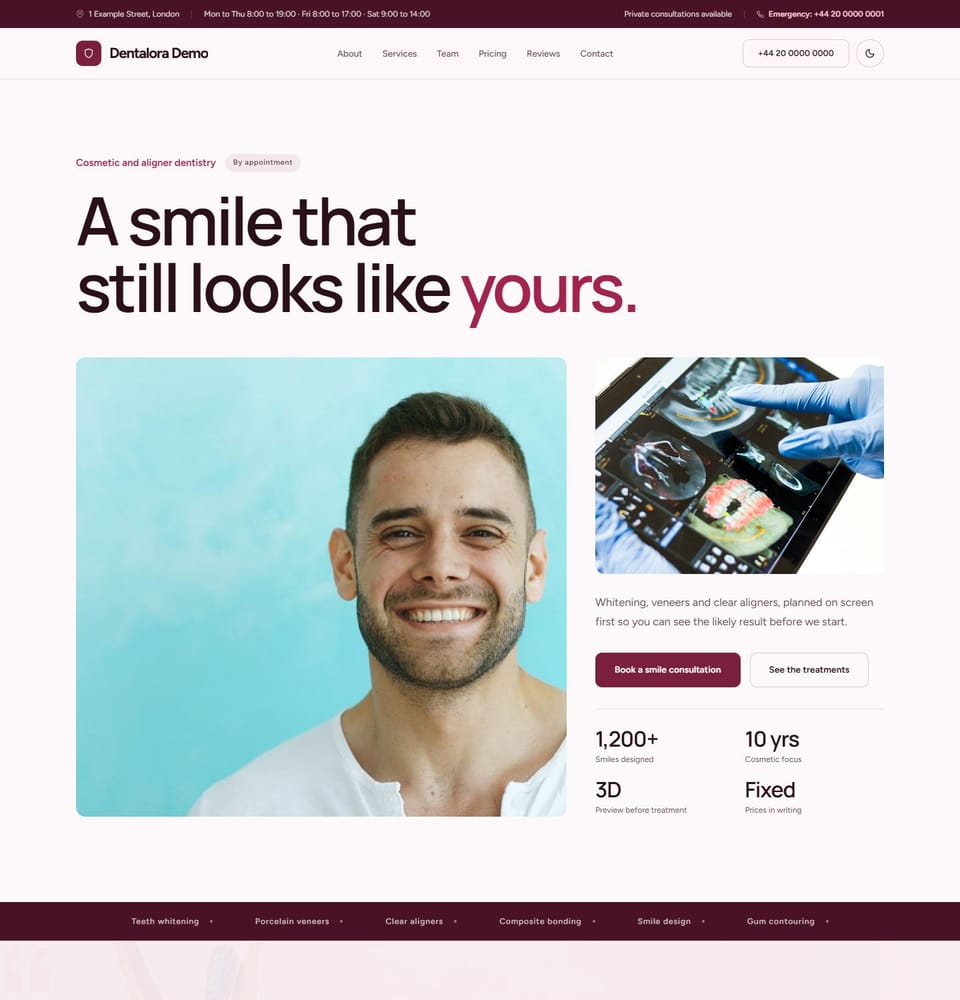 1 Example Street, London
Mon to Thu 8:00 to 19:00 · Fri 8:00 to 17:00 · Sat 9:00 to 14:00
Private consultations available
Emergency: +44 20 0000 0001
Dentalora Demo
About
Services
Team
Pricing
Reviews
Contact
+44 20 0000 0000
Cosmetic and aligner dentistry
By appointment
A smile that
still looks like yours.
Whitening, veneers and clear aligners, planned on screen
first so you can see the likely result before we start.
Book a smile consultation
See the treatments
1,200+
Smiles designed
10 yrs
Cosmetic focus
3D
Preview before treatment
Fixed
Prices in writing
Teeth whitening
Porcelain veneers
Clear aligners
Composite bonding
Smile design
Gum contouring